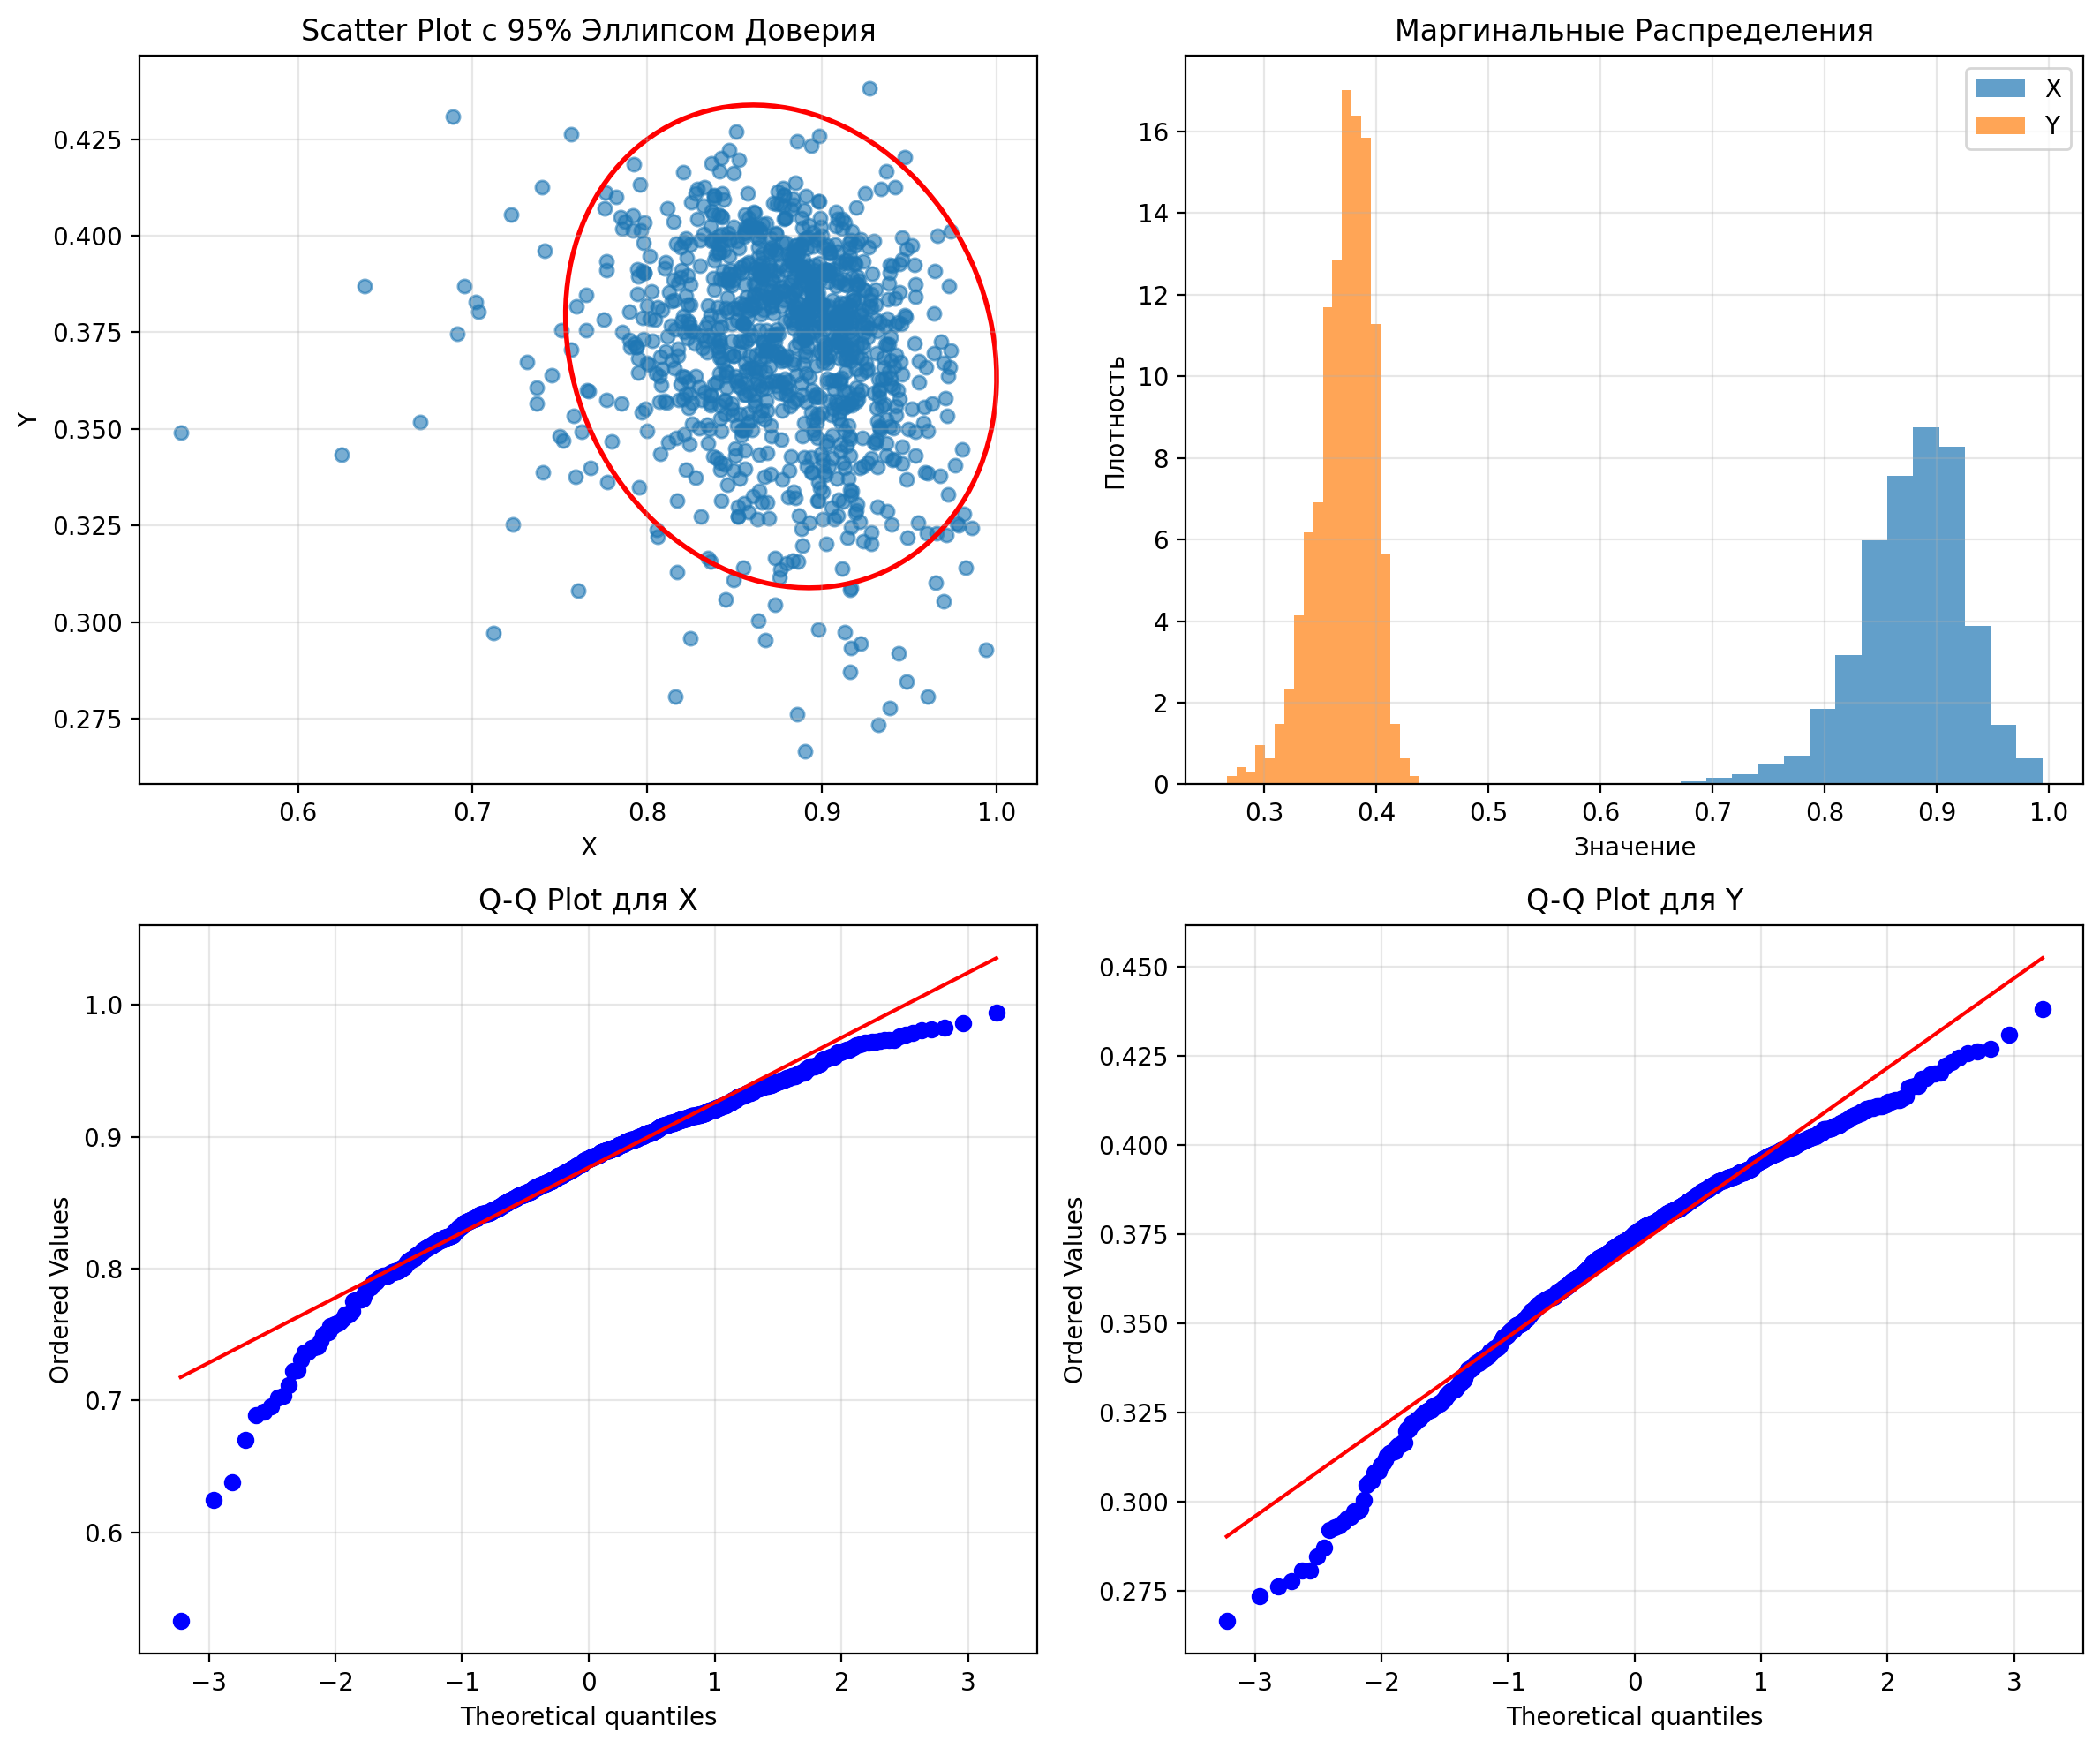 Scatter Plot с 95% Эллипсом Доверия
Y
0.425
0.400
0.375
0.350
0.325
0.300
0.275
0.6 0.7 0.8 0.9 1.0
X
Маргинальные Распределения
X
Y
Плотность
16
14
12
10
8
6
4
2
0
0.3 0.4 0.5 0.6 0.7 0.8 0.9 1.0
Значение
Q-Q Plot для X
Ordered Values
1.0
0.9
0.8
0.7
0.6
−3 −2 −1 0 1 2 3
Theoretical quantiles
Q-Q Plot для Y
Ordered Values
0.450
0.425
0.400
0.375
0.350
0.325
0.300
0.275
−3 −2 −1 0 1 2 3
Theoretical quantiles